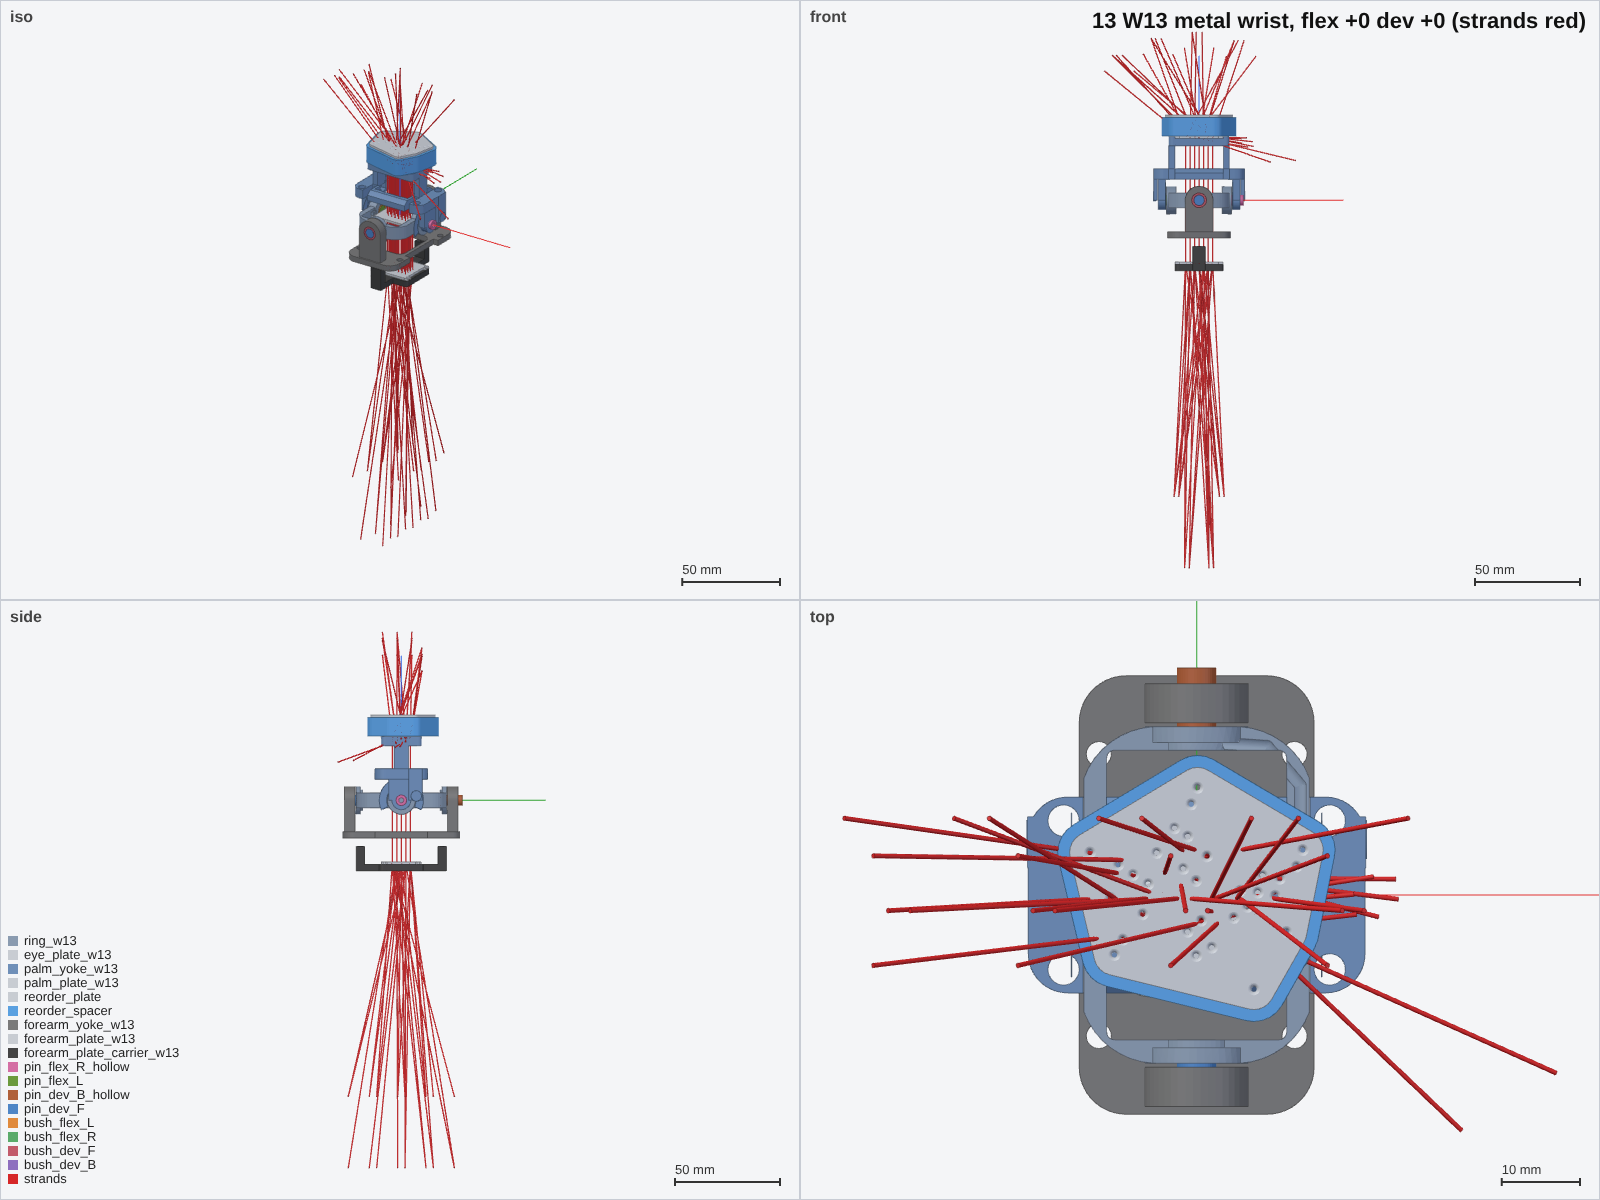 iso
front
13 W13 metal wrist, flex +0 dev +0 (strands red)
50 mm
50 mm
side
top
ring_w13
eye_plate_w13
palm_yoke_w13
palm_plate_w13
reorder_plate
reorder_spacer
forearm_yoke_w13
forearm_plate_w13
forearm_plate_carrier_w13
pin_flex_R_hollow
pin_flex_L
pin_dev_B_hollow
pin_dev_F
bush_flex_L
bush_flex_R
bush_dev_F
bush_dev_B
strands
50 mm
10 mm